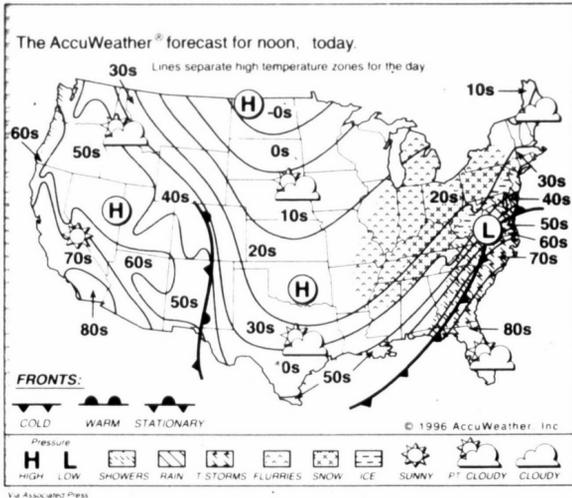 The AccuWeather® forecast for noon, today.
Lines separate high temperature zones for the day
30s
10s
H
-0s
60s
50s
0s
40s
H
10s
20s
30s
40s
L
50s
60s
70s
70s
60s
20s
H
50s
80s
30s
80s
0s
50s
FRONTS:
COLD WARM STATIONARY
© 1996 AccuWeather, Inc
Pressure
H L
HIGH LOW SHOWERS RAIN T-STORMS FLURRIES SNOW ICE SUNNY PT CLOUDY CLOUDY
Via Associated Press